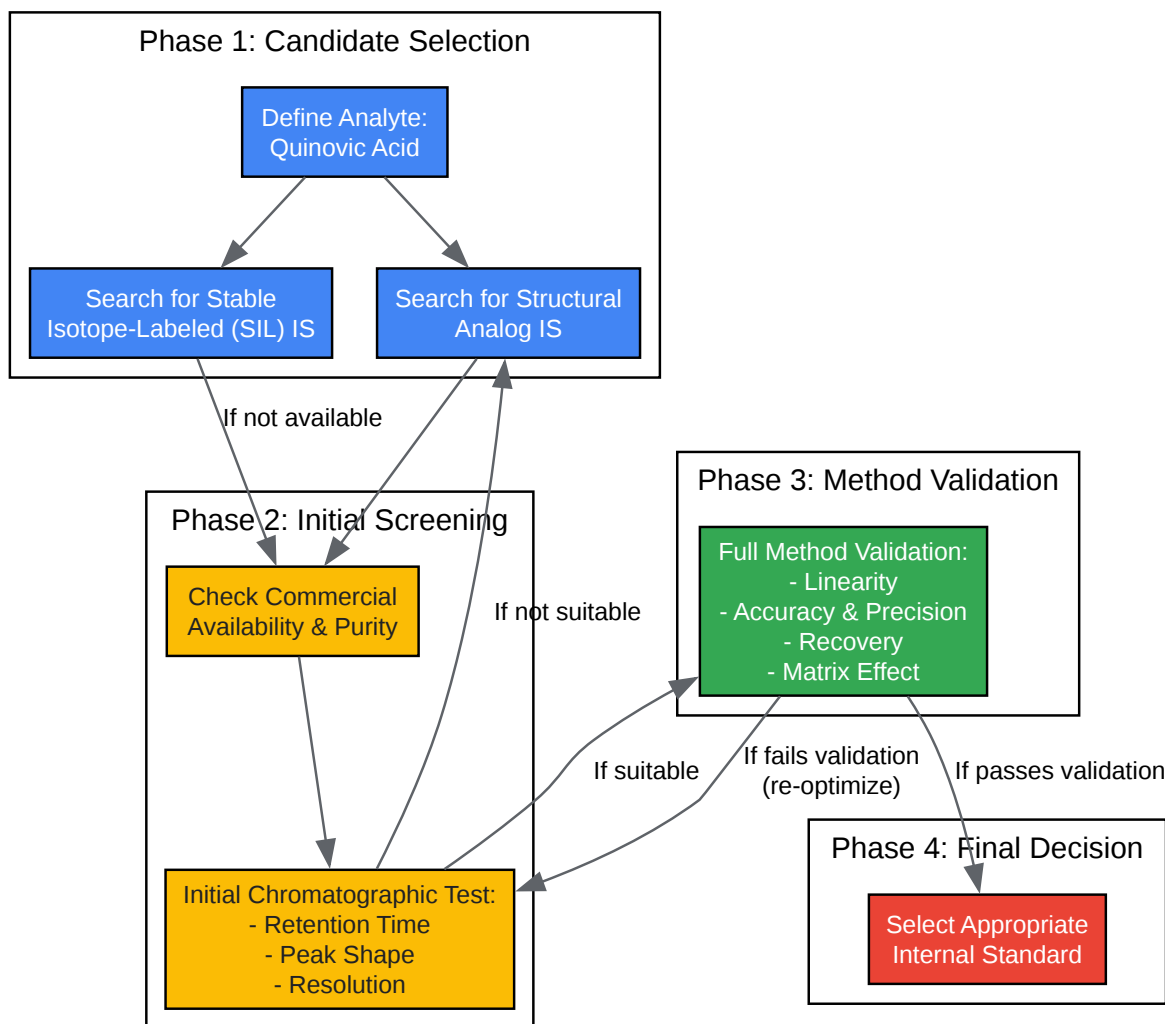 Phase 1: Candidate Selection
Define Analyte:
Quinovic Acid
Search for Stable
Isotope-Labeled (SIL) IS
Search for Structural
Analog IS
If not available
Phase 2: Initial Screening
Check Commercial
Availability & Purity
If not suitable
Initial Chromatographic Test:
- Retention Time
- Peak Shape
- Resolution
If suitable
Phase 3: Method Validation
Full Method Validation:
- Linearity
- Accuracy & Precision
- Recovery
- Matrix Effect
If fails validation
(re-optimize)
If passes validation
Phase 4: Final Decision
Select Appropriate
Internal Standard